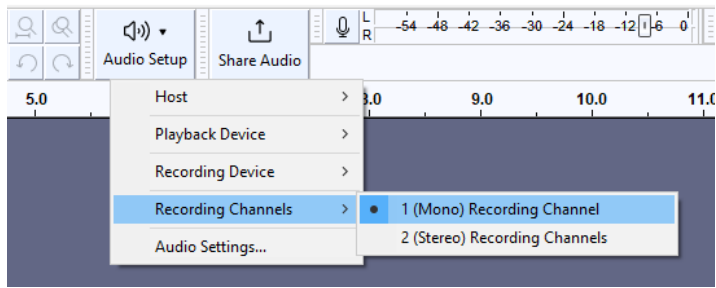 L
R
-54 -48 -42 -36 -30 -24 -18 -12 -6 0
Audio Setup
Share Audio
5.0 8.0 9.0 10.0 11.0
Host
Playback Device
Recording Device
Recording Channels
1 (Mono) Recording Channel
2 (Stereo) Recording Channels
Audio Settings...